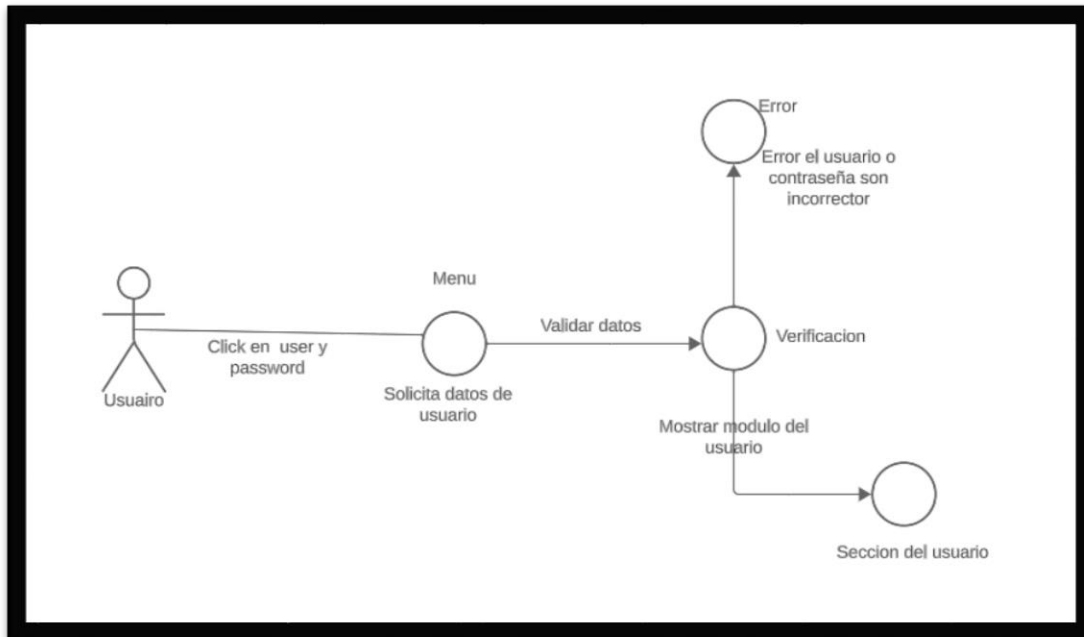 Error
Error el usuario o
contraseña son
incorrector
Menu
Click en user y
password
Usuairo
Solicita datos de
usuario
Validar datos
Verificacion
Mostrar modulo del
usuario
Seccion del usuario